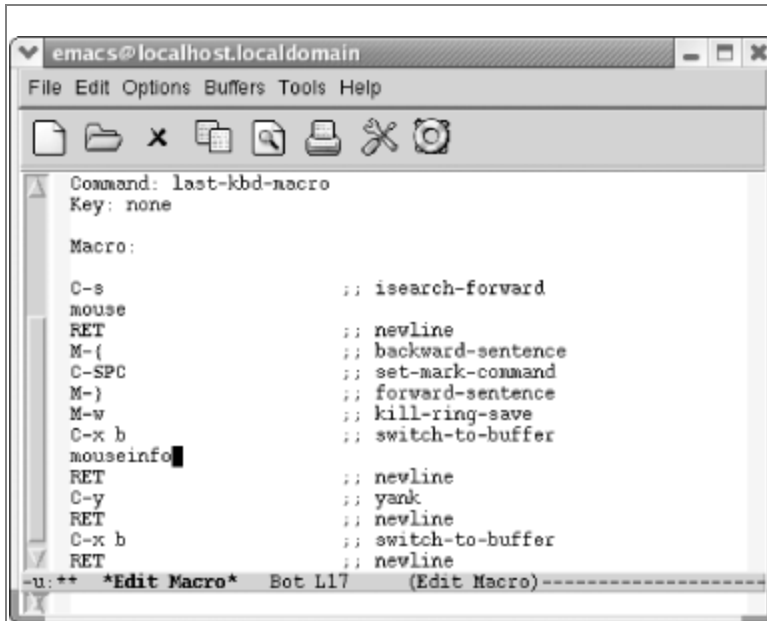 emacs@localhost.localdomain
File Edit Options Buffers Tools Help
Command: last-kbd-macro
Key: none
Macro:
C-s ;; isearch-forward
mouse
RET ;; newline
M-{ ;; backward-sentence
C-SPC ;; set-mark-command
M-} ;; forward-sentence
M-w ;; kill-ring-save
C-x b ;; switch-to-buffer
mouseinfo
RET ;; newline
C-y ;; yank
RET ;; newline
C-x b ;; switch-to-buffer
RET ;; newline
-u:** *Edit Macro* Bot L17 (Edit Macro)---------------------